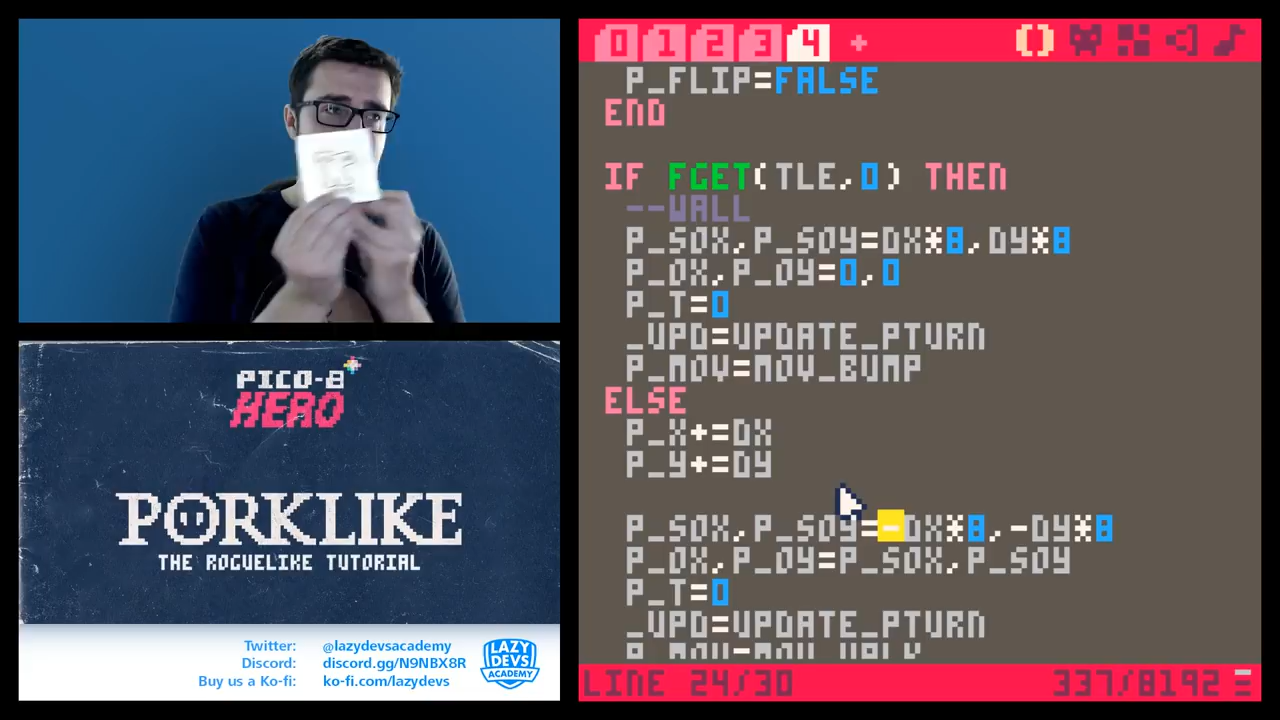 0 1 2 3 4 +
P_FLIP=FALSE
END
IF FGET(TLE,0) THEN
--WALL
P_SOX,P_SOY=DX*8,DY*8
P_OX,P_OY=0,0
P_T=0
_UPD=UPDATE_PTURN
P_MOV=MOV_BUMP
ELSE
P_X+=DX
P_Y+=DY
P_SOX,P_SOY=-DX*8,-DY*8
P_OX,P_OY=P_SOX,P_SOY
P_T=0
_UPD=UPDATE_PTURN
P_MOV=MOV_WALK
LINE 24/30 337/8192
PICO-8
HERO
PORKLIKE
THE ROGUELIKE TUTORIAL
Twitter: @lazydevsacademy
Discord: discord.gg/N9NBX8R
Buy us a Ko-fi: ko-fi.com/lazydevs
LAZY
DEVS
ACADEMY